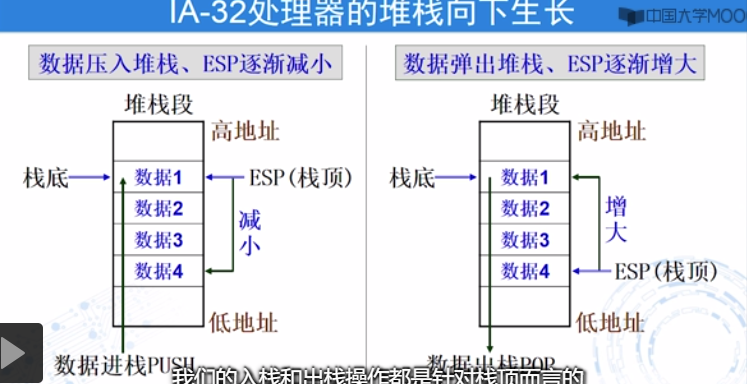 IA-32处理器的堆栈向下生长
中国大学MOO
数据压入堆栈、ESP逐渐减小
数据弹出堆栈、ESP逐渐增大
堆栈段
高地址
栈底
数据1
ESP(栈顶)
数据2
减小
数据3
数据4
低地址
数据进栈PUSH
堆栈段
高地址
栈底
数据1
数据2
增大
数据3
数据4
ESP(栈顶)
低地址
数据出栈POP
我们的入栈和出栈操作都是针对栈顶而言的